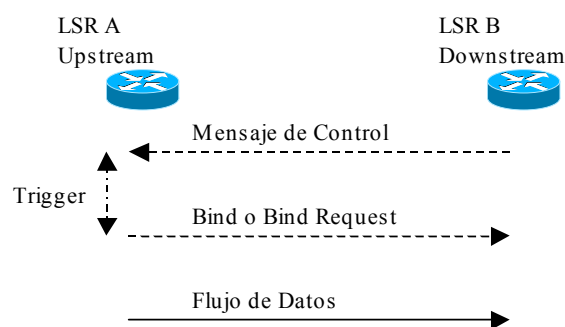 LSR A
Upstream
LSR B
Downstream
Mensaje de Control
Trigger
Bind o Bind Request
Flujo de Datos